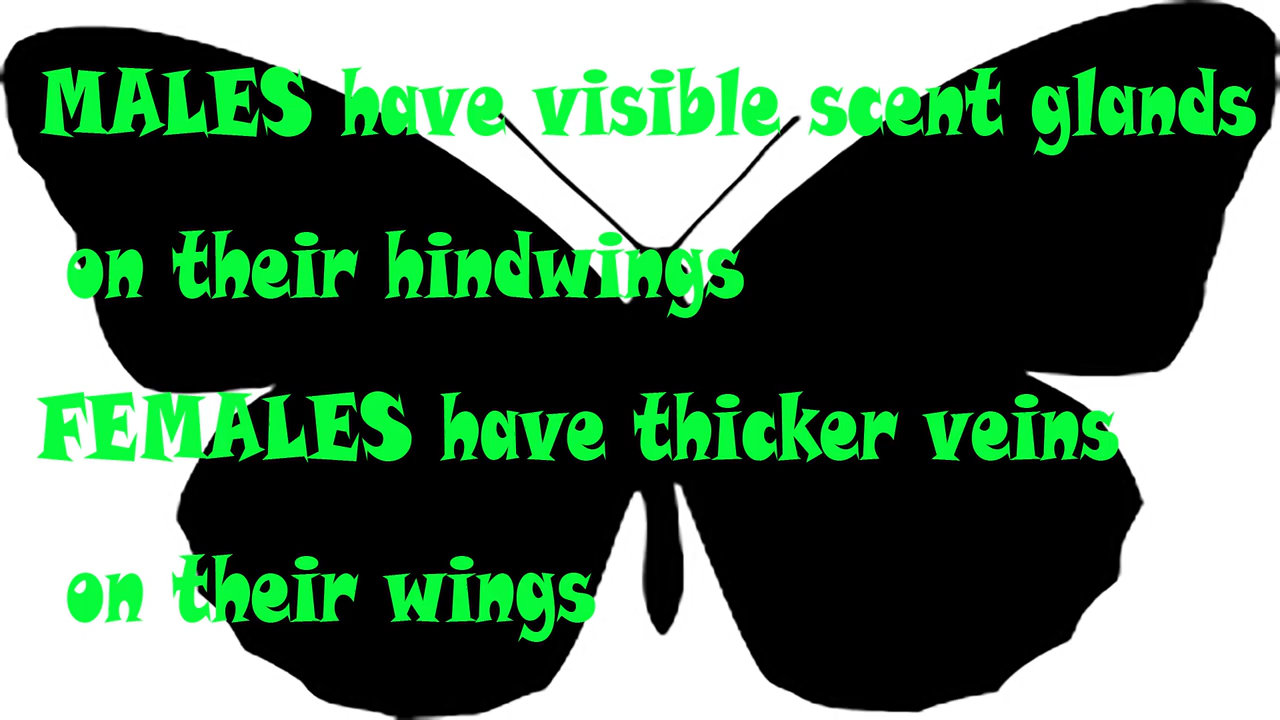 MALES have visible scent glands
on their hindwings
FEMALES have thicker veins
on their wings